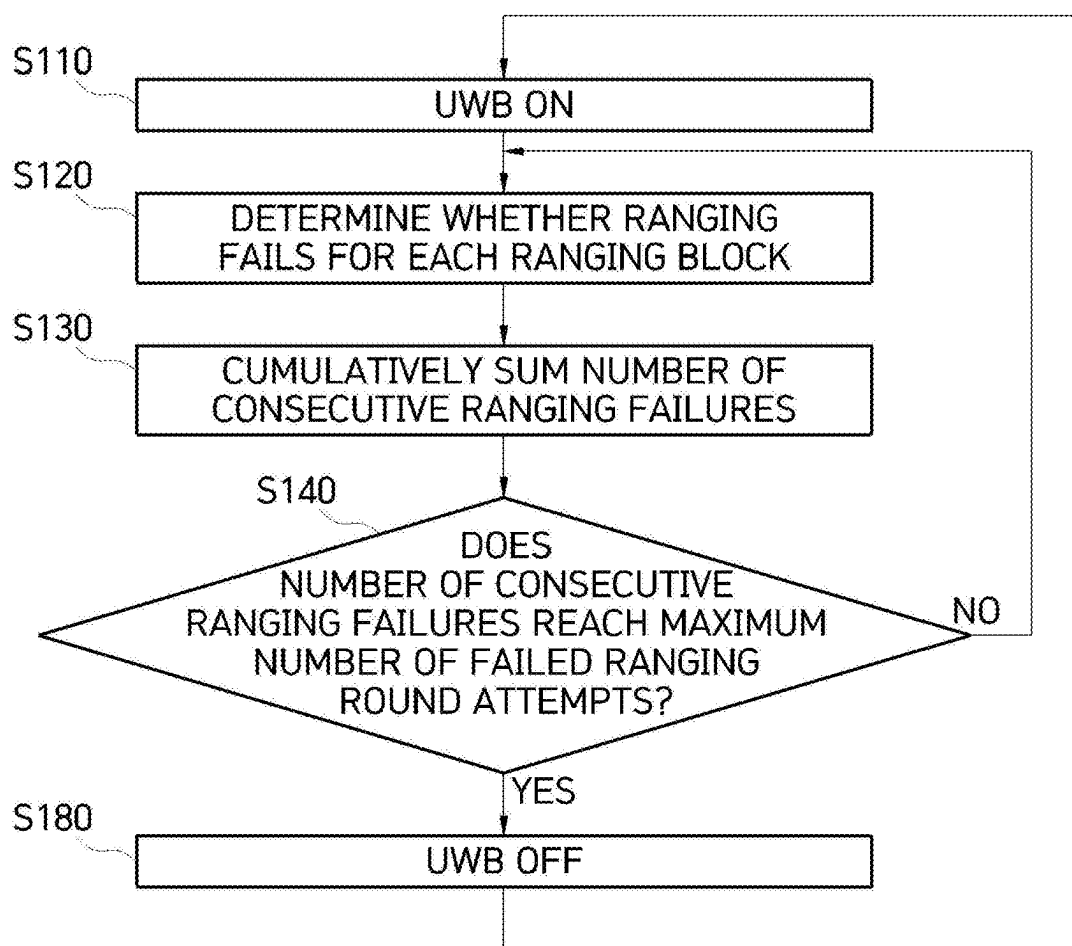 S110
UWB ON
S120
DETERMINE WHETHER RANGING
FAILS FOR EACH RANGING BLOCK
S130
CUMULATIVELY SUM NUMBER OF
CONSECUTIVE RANGING FAILURES
S140
DOES
NUMBER OF CONSECUTIVE
RANGING FAILURES REACH MAXIMUM
NUMBER OF FAILED RANGING
ROUND ATTEMPTS?
NO
YES
S180
UWB OFF